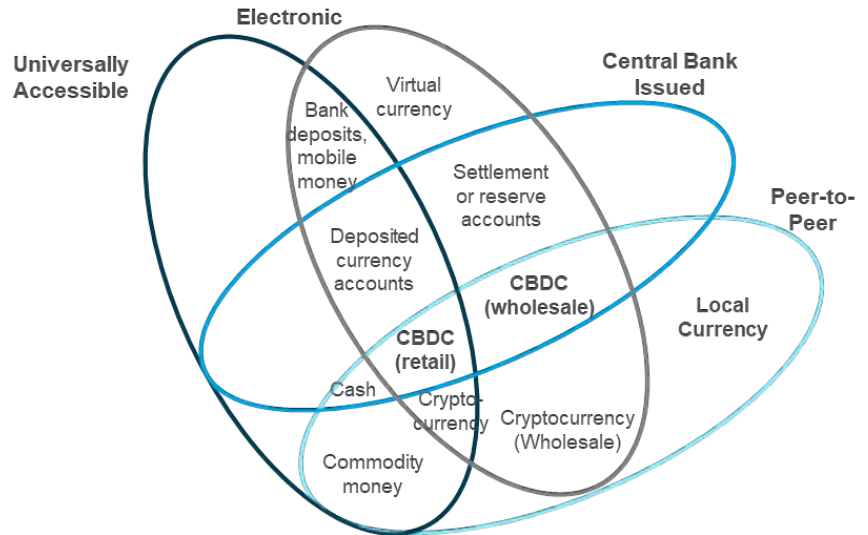 Electronic
Universally
Accessible
Central Bank
Issued
Virtual
currency
Bank
deposits,
mobile
money
Settlement
or reserve
accounts
Peer-to-
Peer
Deposited
currency
accounts
CBDC
(wholesale)
Local
Currency
CBDC
(retail)
Cash
Crypto-
currency
Cryptocurrency
(Wholesale)
Commodity
money